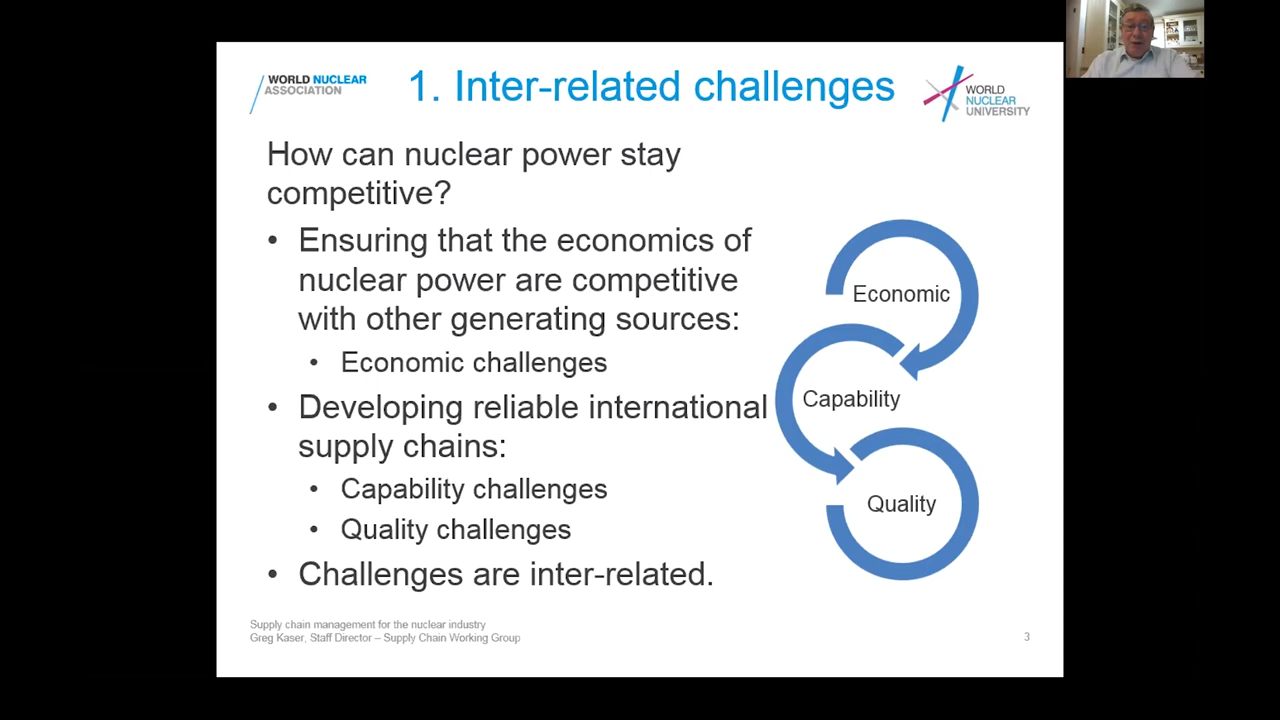 WORLD NUCLEAR
ASSOCIATION
1. Inter-related challenges
WORLD
NUCLEAR
UNIVERSITY
How can nuclear power stay
competitive?
• Ensuring that the economics of
nuclear power are competitive
with other generating sources:
• Economic challenges
• Developing reliable international
supply chains:
• Capability challenges
• Quality challenges
• Challenges are inter-related.
Economic
Capability
Quality
Supply chain management for the nuclear industry
Greg Kaser, Staff Director – Supply Chain Working Group
3